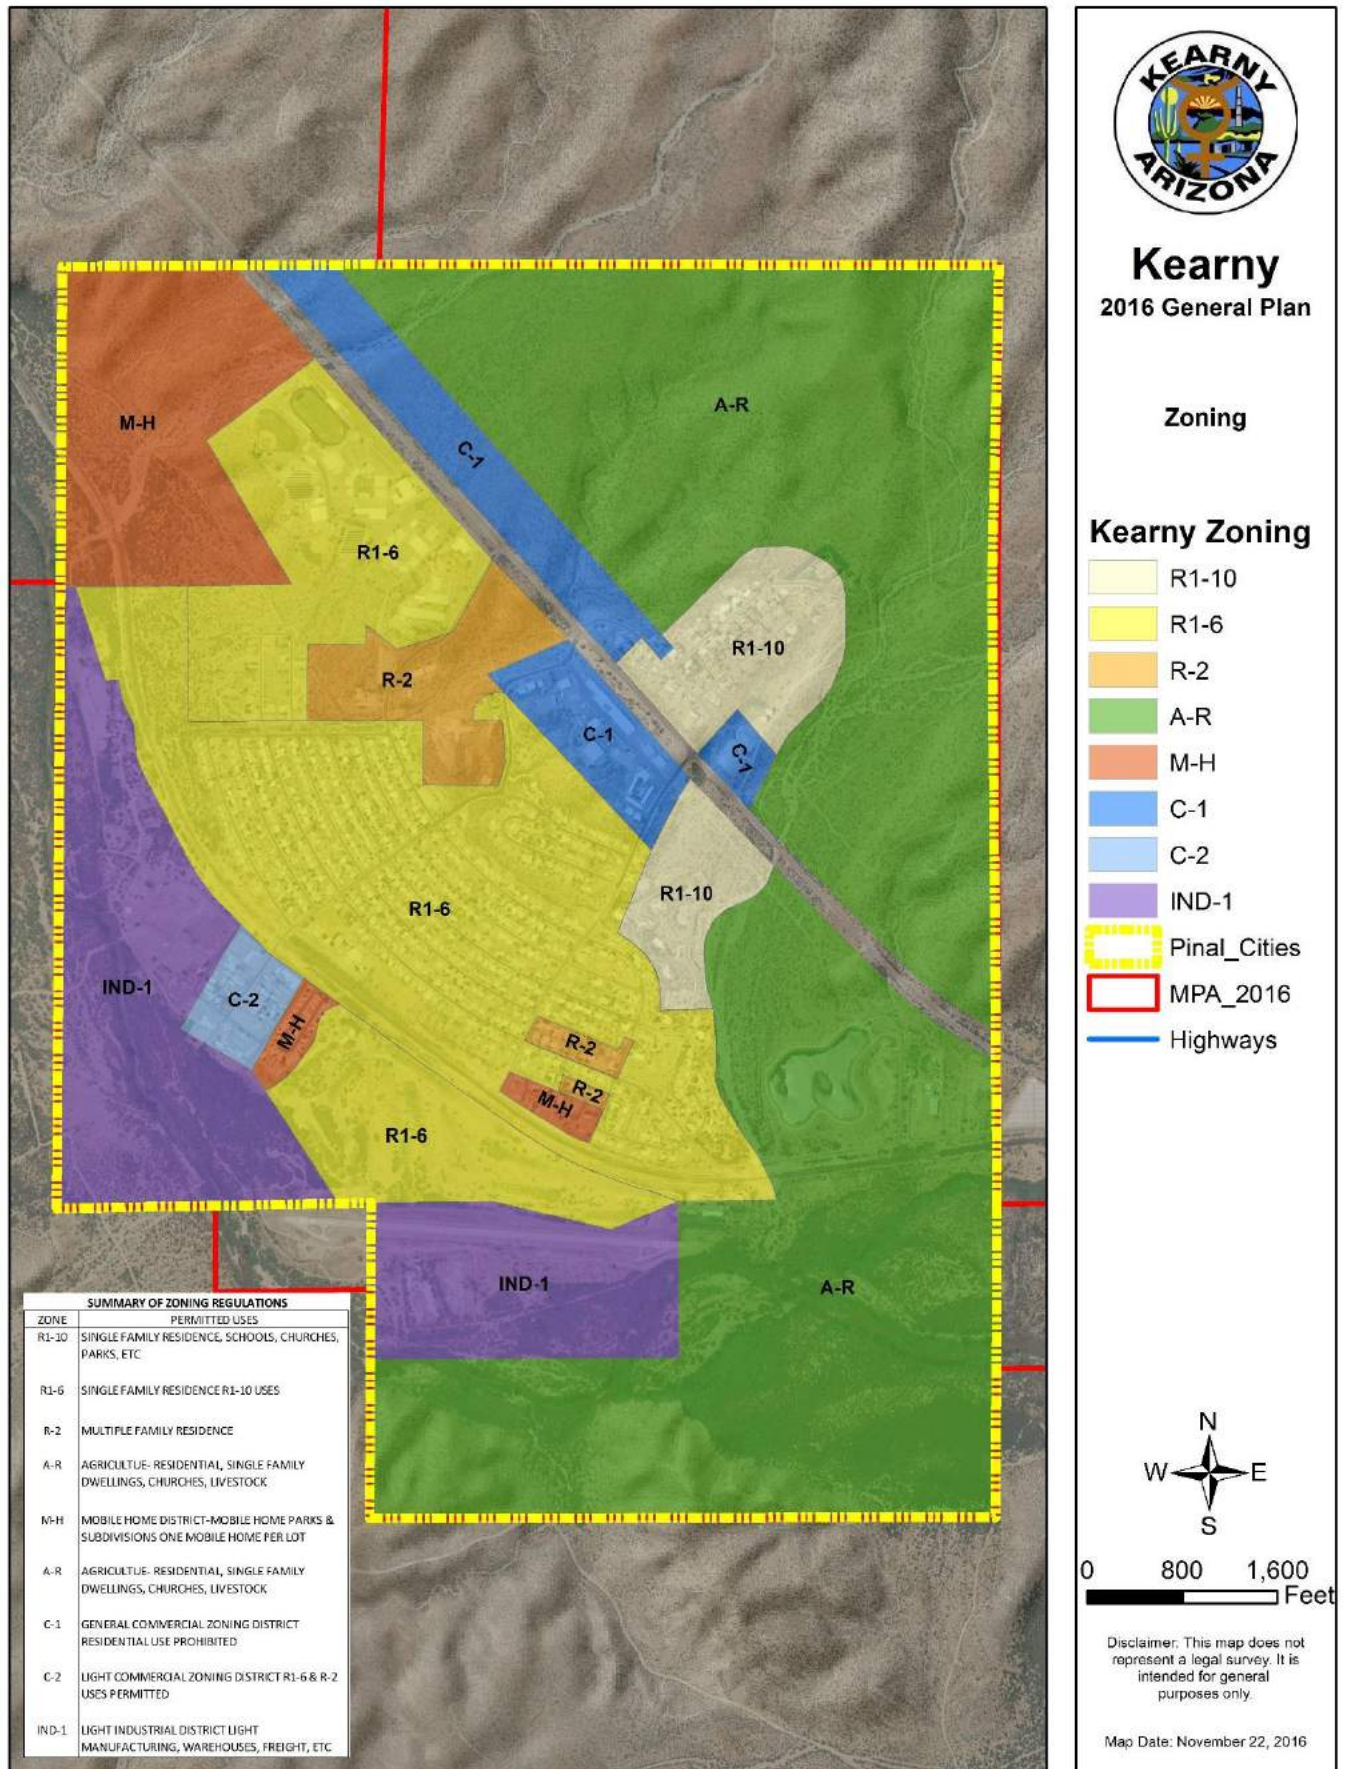 KEARNY
ARIZONA
Kearny
2016 General Plan
Zoning
Kearny Zoning
R1-10
R1-6
R-2
A-R
M-H
C-1
C-2
IND-1
Pinal_Cities
MPA_2016
Highways
N
W E
S
0 800 1,600
Feet
Disclaimer: This map does not
represent a legal survey. It is
intended for general
purposes only.
Map Date: November 22, 2016
A-R
M-H
C-1
R1-6
R1-10
R-2
C-1
C-1
R1-10
R1-6
IND-1
C-2
M-H
R-2
R-2
M-H
R1-6
IND-1
A-R
SUMMARY OF ZONING REGULATIONS
ZONE PERMITTED USES
R1-10 SINGLE FAMILY RESIDENCE, SCHOOLS, CHURCHES,
PARKS, ETC
R1-6 SINGLE FAMILY RESIDENCE R1-10 USES
R-2 MULTIPLE FAMILY RESIDENCE
A-R AGRICULTUE- RESIDENTIAL, SINGLE FAMILY
DWELLINGS, CHURCHES, LIVESTOCK
M-H MOBILE HOME DISTRICT-MOBILE HOME PARKS &
SUBDIVISIONS ONE MOBILE HOME PER LOT
A-R AGRICULTUE- RESIDENTIAL, SINGLE FAMILY
DWELLINGS, CHURCHES, LIVESTOCK
C-1 GENERAL COMMERCIAL ZONING DISTRICT
RESIDENTIAL USE PROHIBITED
C-2 LIGHT COMMERCIAL ZONING DISTRICT R1-6 & R-2
USES PERMITTED
IND-1 LIGHT INDUSTRIAL DISTRICT LIGHT
MANUFACTURING, WAREHOUSES, FREIGHT, ETC